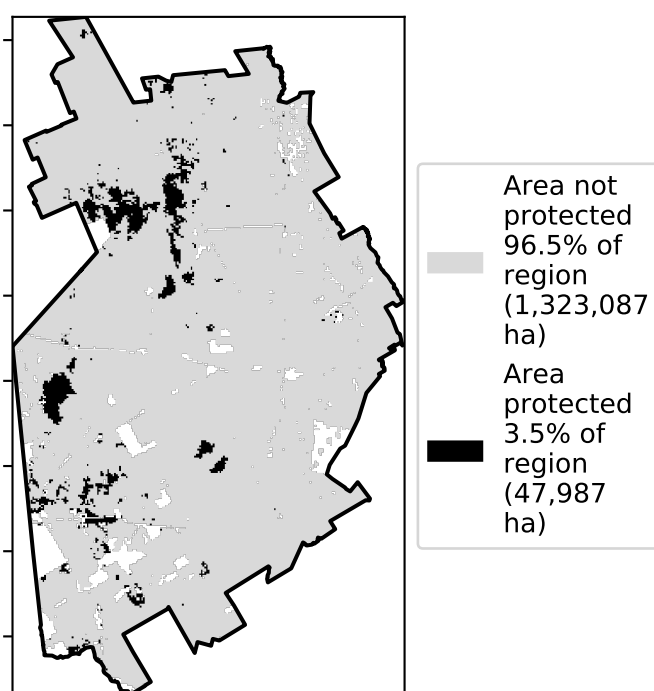 Area not
protected
96.5% of
region
(1,323,087
ha)
Area
protected
3.5% of
region
(47,987
ha)